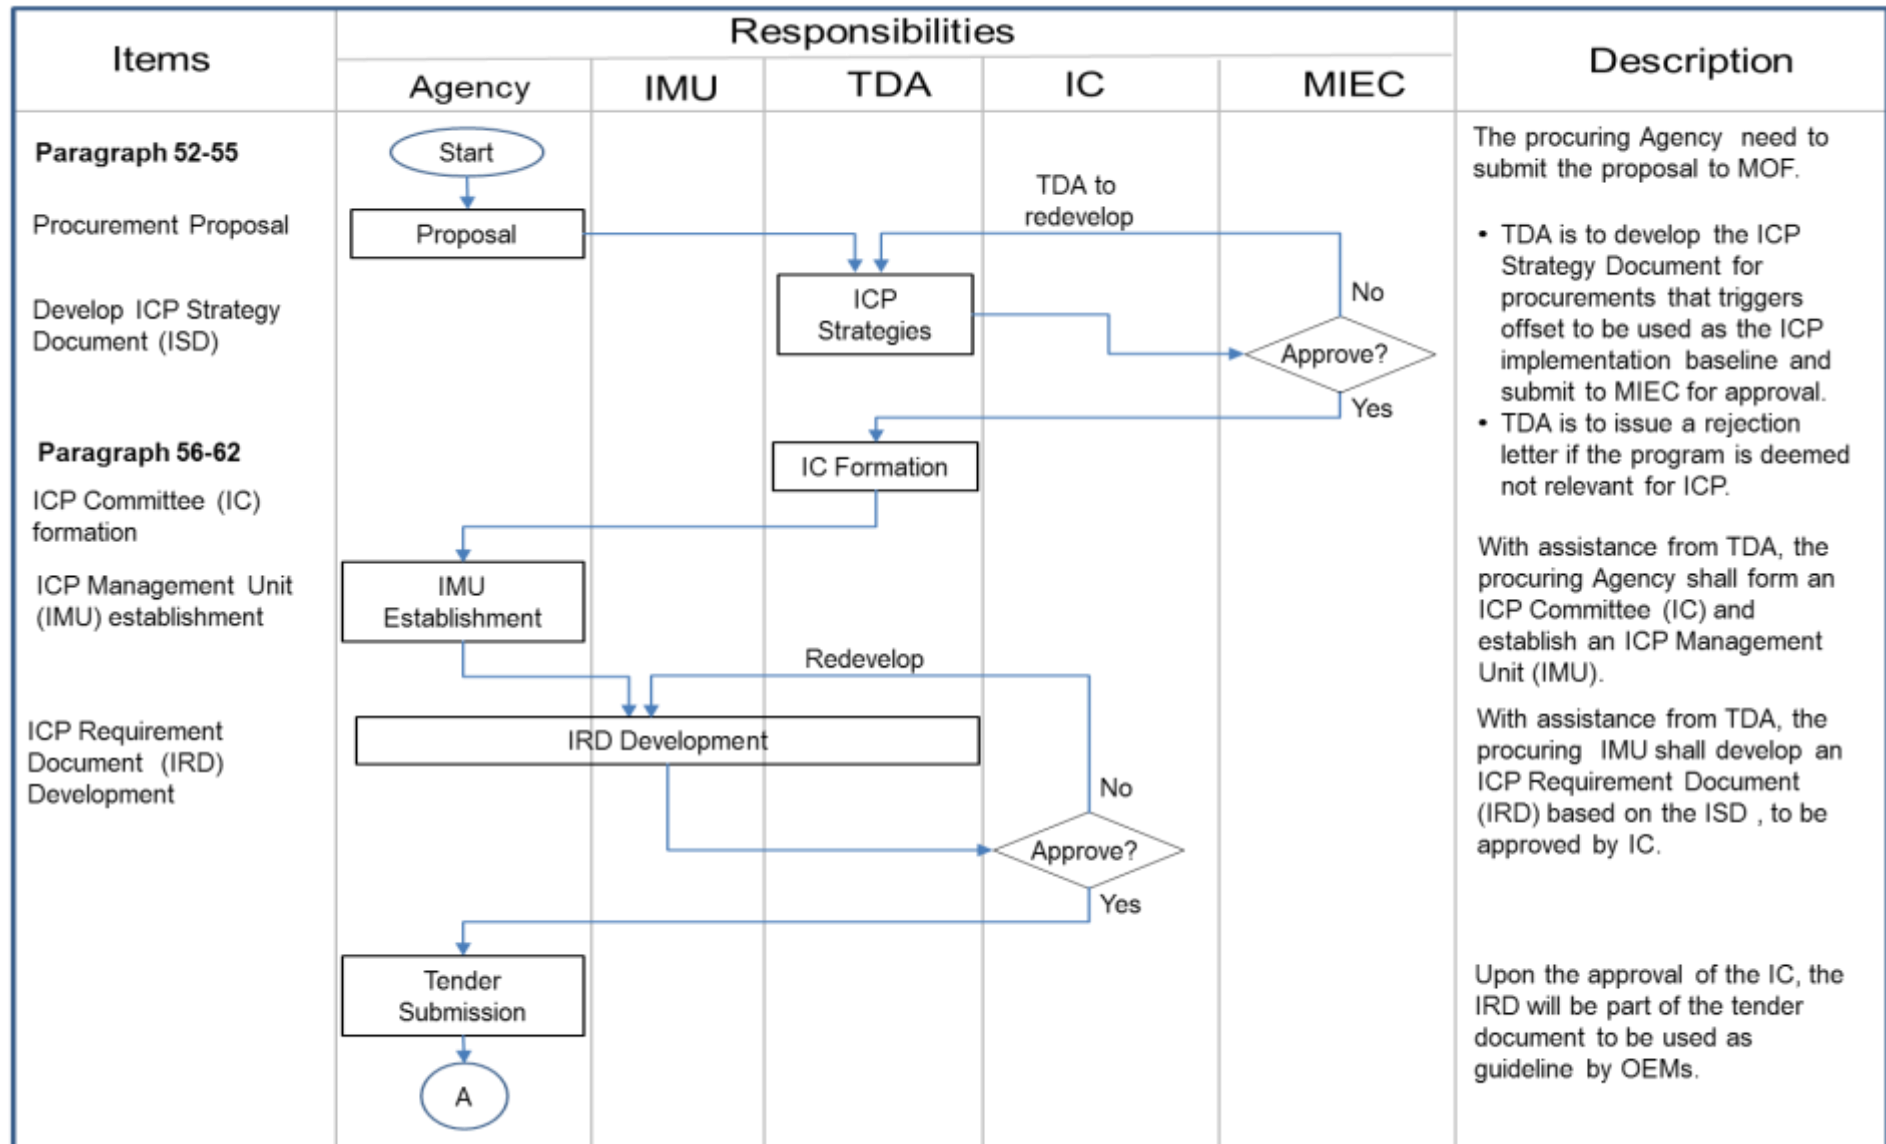 Items
Responsibilities
Description
Agency
IMU
TDA
IC
MIEC
Paragraph 52-55
Procurement Proposal
Develop ICP Strategy
Document (ISD)
Paragraph 56-62
ICP Committee (IC)
formation
ICP Management Unit
(IMU) establishment
ICP Requirement
Document (IRD)
Development
Start
Proposal
TDA to
redevelop
ICP
Strategies
No
Approve?
Yes
IC Formation
IMU
Establishment
Redevelop
IRD Development
No
Approve?
Yes
Tender
Submission
A
The procuring Agency need to
submit the proposal to MOF.
• TDA is to develop the ICP
Strategy Document for
procurements that triggers
offset to be used as the ICP
implementation baseline and
submit to MIEC for approval.
• TDA is to issue a rejection
letter if the program is deemed
not relevant for ICP.
With assistance from TDA, the
procuring Agency shall form an
ICP Committee (IC) and
establish an ICP Management
Unit (IMU).
With assistance from TDA, the
procuring IMU shall develop an
ICP Requirement Document
(IRD) based on the ISD , to be
approved by IC.
Upon the approval of the IC, the
IRD will be part of the tender
document to be used as
guideline by OEMs.